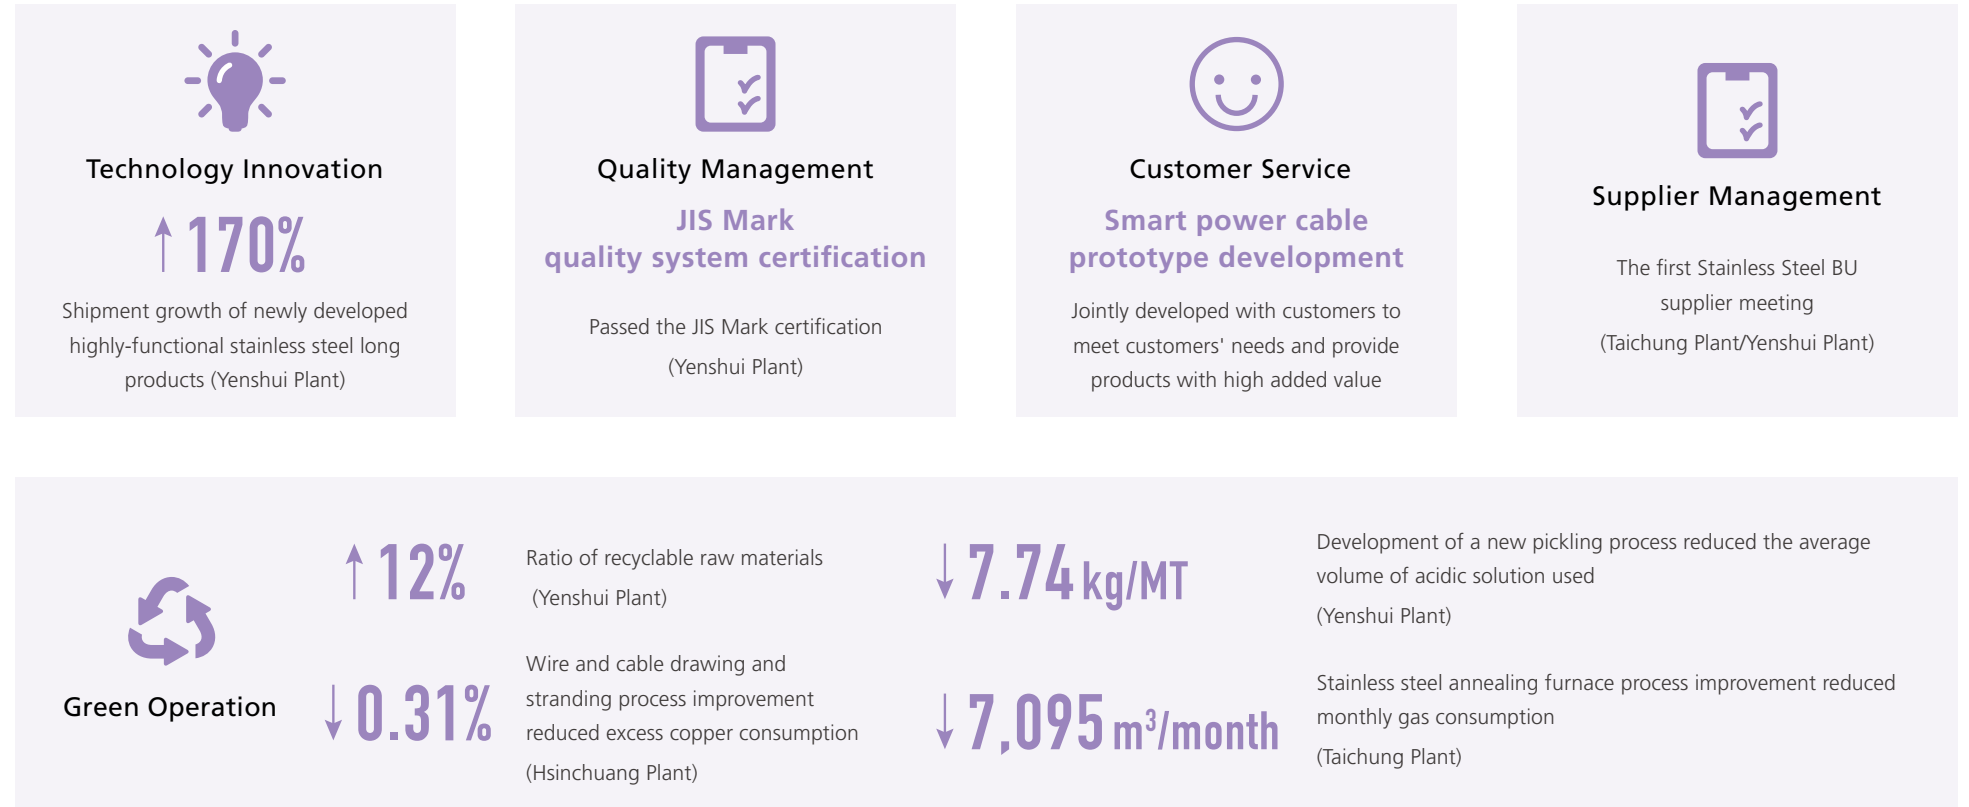 Technology Innovation
↑ 170%
Shipment growth of newly developed
highly-functional stainless steel long
products (Yenshui Plant)
Quality Management
JIS Mark
quality system certification
Passed the JIS Mark certification
(Yenshui Plant)
Customer Service
Smart power cable
prototype development
Jointly developed with customers to
meet customers' needs and provide
products with high added value
Supplier Management
The first Stainless Steel BU
supplier meeting
(Taichung Plant/Yenshui Plant)
Green Operation
↑ 12%
Ratio of recyclable raw materials
(Yenshui Plant)
↓ 0.31%
Wire and cable drawing and
stranding process improvement
reduced excess copper consumption
(Hsinchuang Plant)
↓ 7.74 kg/MT
Development of a new pickling process reduced the average
volume of acidic solution used
(Yenshui Plant)
↓ 7,095 m³/month
Stainless steel annealing furnace process improvement reduced
monthly gas consumption
(Taichung Plant)